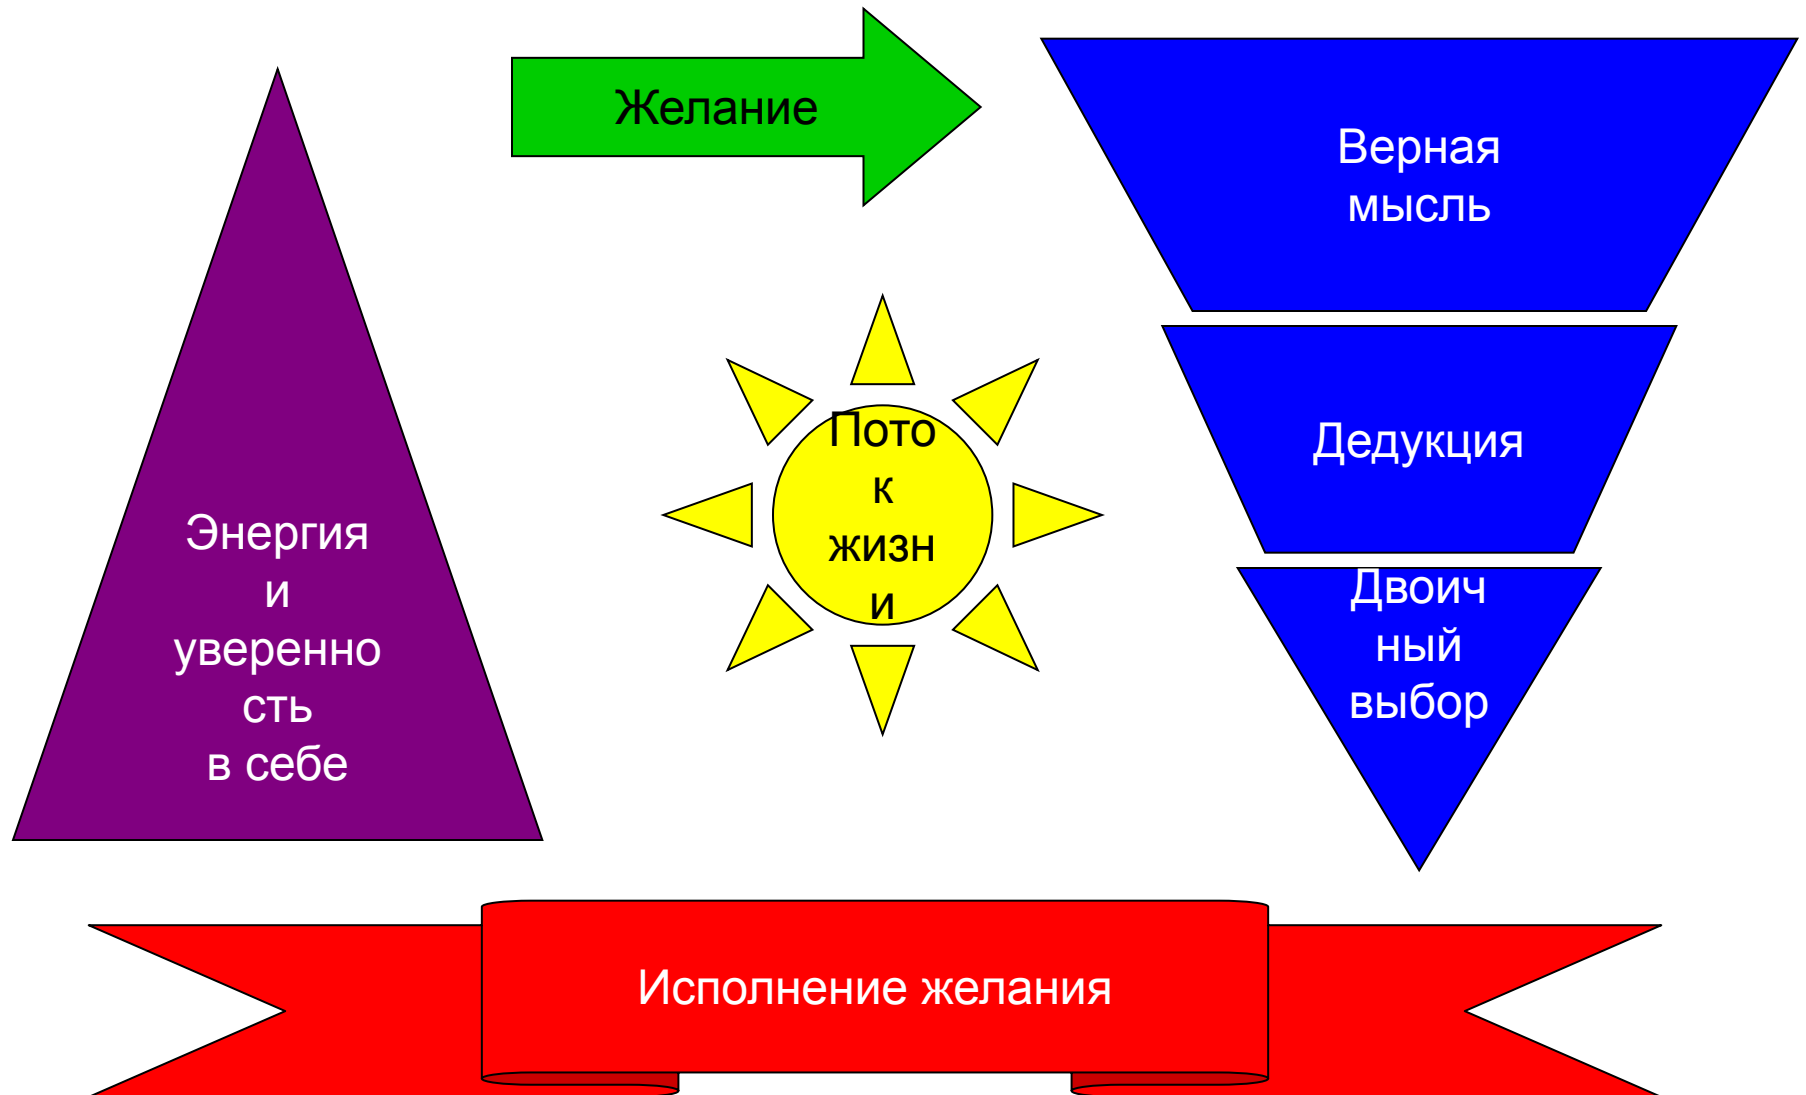 Желание
Верная
мысль
Дедукция
Двоич
ный
выбор
Пото
к
жизн
и
Энергия
и
уверенно
сть
в себе
Исполнение желания